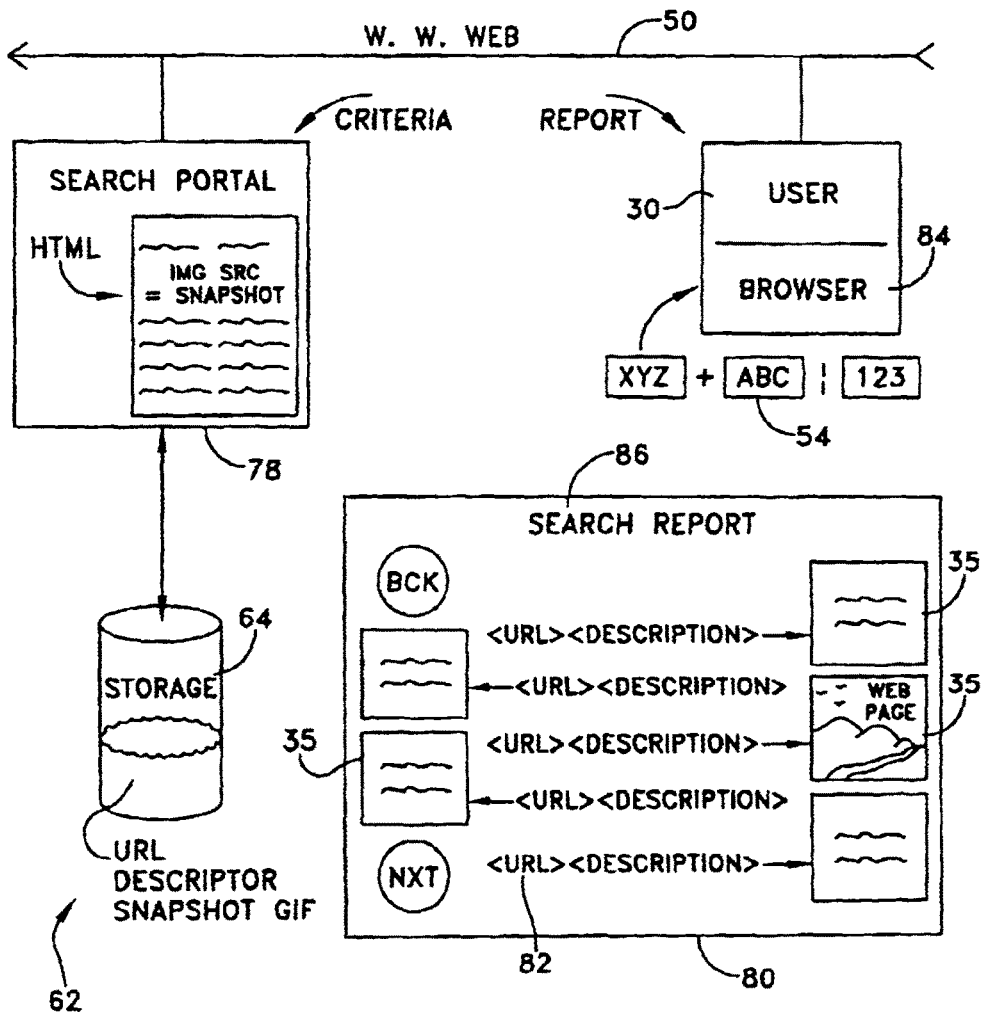 W. W. WEB
50
CRITERIA
REPORT
SEARCH PORTAL
HTML
IMG SRC
= SNAPSHOT
78
USER
30
84
BROWSER
XYZ + ABC ¦ 123
54
STORAGE
64
URL
DESCRIPTOR
SNAPSHOT GIF
62
86
SEARCH REPORT
BCK
35
<URL><DESCRIPTION>
<URL><DESCRIPTION>
WEB
PAGE
35
35
<URL><DESCRIPTION>
<URL><DESCRIPTION>
NXT
<URL><DESCRIPTION>
82
80